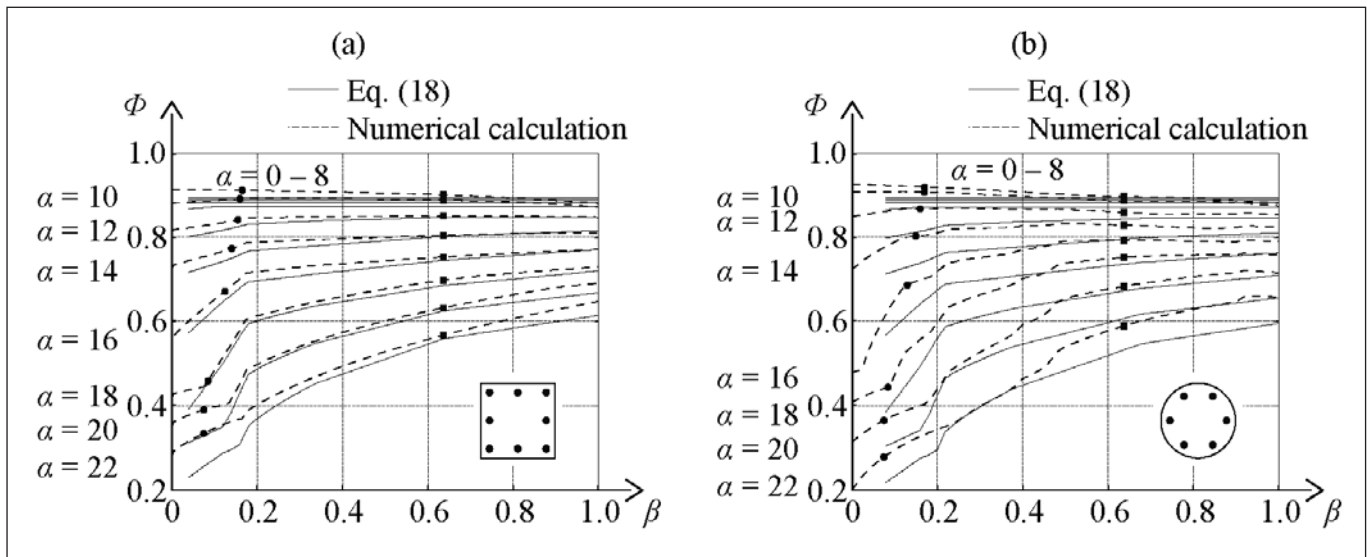 (a)
Eq. (18)
Numerical calculation
Φ
1.0
α = 0 – 8
α = 10
α = 12
0.8
α = 14
α = 16
0.6
α = 18
0.4
α = 20
α = 22
0.2
0 0.2 0.4 0.6 0.8 1.0 β
(b)
Eq. (18)
Numerical calculation
Φ
1.0
α = 0 – 8
α = 10
α = 12
0.8
α = 14
0.6
α = 16
α = 18
0.4
α = 20
α = 22
0.2
0 0.2 0.4 0.6 0.8 1.0 β